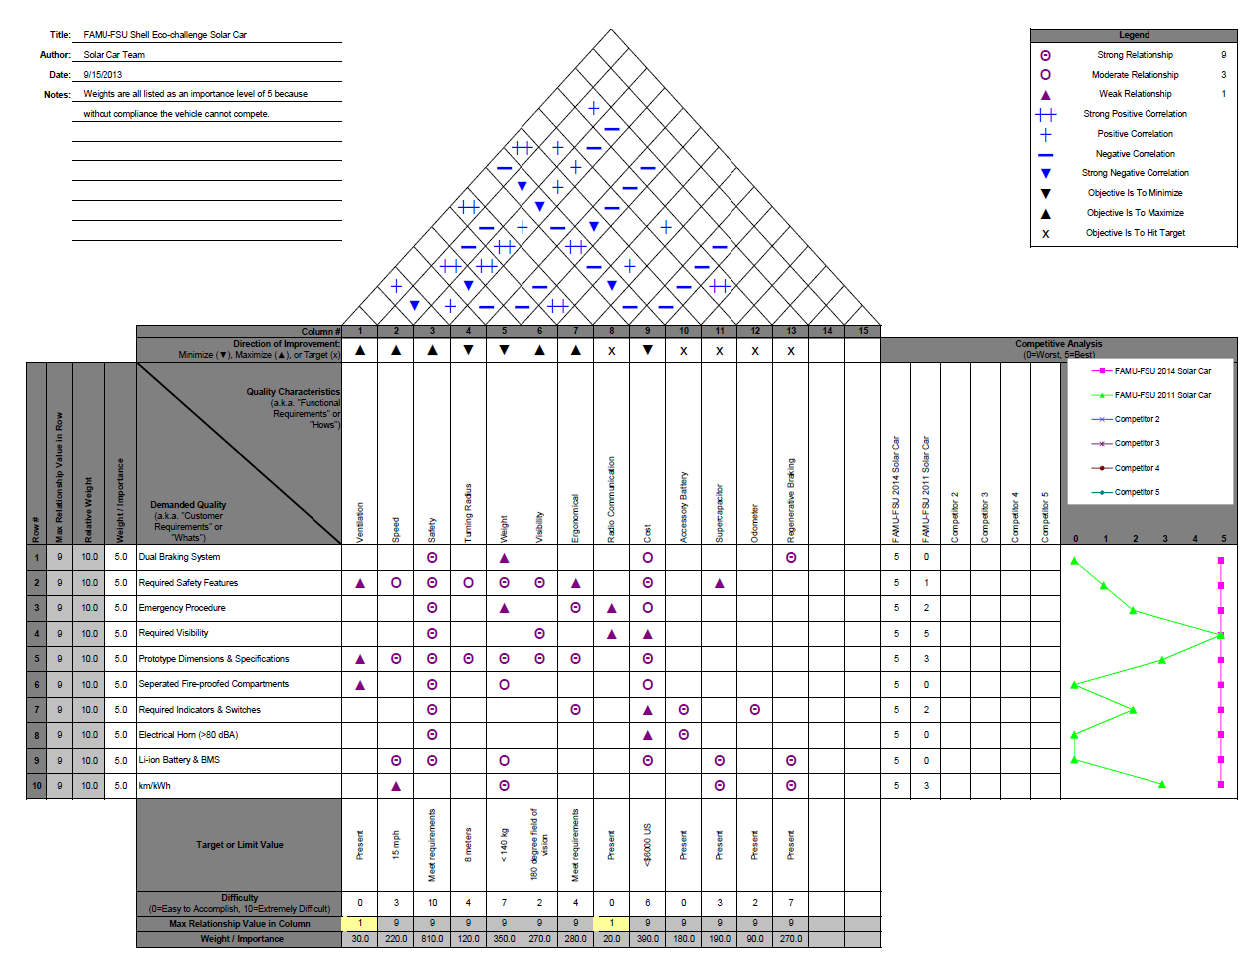 Title: FAMU-FSU Shell Eco-challenge Solar Car
Author: Solar Car Team
Date: 9/15/2013
Notes: Weights are all listed as an importance level of 5 because
without compliance the vehicle cannot compete.
Legend
Strong Relationship 9
Moderate Relationship 3
Weak Relationship 1
Strong Positive Correlation
Positive Correlation
Negative Correlation
Strong Negative Correlation
Objective Is To Minimize
Objective Is To Maximize
x Objective Is To Hit Target
Column # 1 2 3 4 5 6 7 8 9 10 11 12 13 14 15
Direction of Improvement:
Minimize (▼), Maximize (▲), or Target (x)
▲ ▲ ▲ ▼ ▼ ▲ ▲ x ▼ x x x x
Competitive Analysis
(0=Worst, 5=Best)
FAMU-FSU 2014 Solar Car
FAMU-FSU 2011 Solar Car
Competitor 2
Competitor 3
Competitor 4
Competitor 5
Row #
Max Relationship Value in Row
Relative Weight
Weight / Importance
Quality Characteristics
(a.k.a. "Functional
Requirements" or
"Hows")
Demanded Quality
(a.k.a. "Customer
Requirements" or
"Whats")
Ventilation
Speed
Safety
Turning Radius
Weight
Visibility
Ergonomical
Radio Communication
Cost
Accessory Battery
Supercapacitor
Odometer
Regenerative Braking
FAMU-FSU 2014 Solar Car
FAMU-FSU 2011 Solar Car
Competitor 2
Competitor 3
Competitor 4
Competitor 5
0 1 2 3 4 5
1 9 10.0 5.0 Dual Braking System 5 0
2 9 10.0 5.0 Required Safety Features 5 1
3 9 10.0 5.0 Emergency Procedure 5 2
4 9 10.0 5.0 Required Visibility 5 5
5 9 10.0 5.0 Prototype Dimensions & Specifications 5 3
6 9 10.0 5.0 Seperated Fire-proofed Compartments 5 0
7 9 10.0 5.0 Required Indicators & Switches 5 2
8 9 10.0 5.0 Electrical Horn (>80 dBA) 5 0
9 9 10.0 5.0 Li-ion Battery & BMS 5 0
10 9 10.0 5.0 km/kWh 5 3
Target or Limit Value
Present
15 mph
Meet requirements
8 meters
< 140 kg
180 degree field of
vision
Meet requirements
Present
<$6000 US
Present
Present
Present
Present
Difficulty
(0=Easy to Accomplish, 10=Extremely Difficult)
0 3 10 4 7 2 4 0 6 0 3 2 7
Max Relationship Value in Column 1 9 9 9 9 9 9 1 9 9 9 9 9
Weight / Importance 30.0 220.0 810.0 120.0 350.0 270.0 280.0 20.0 390.0 180.0 190.0 90.0 270.0